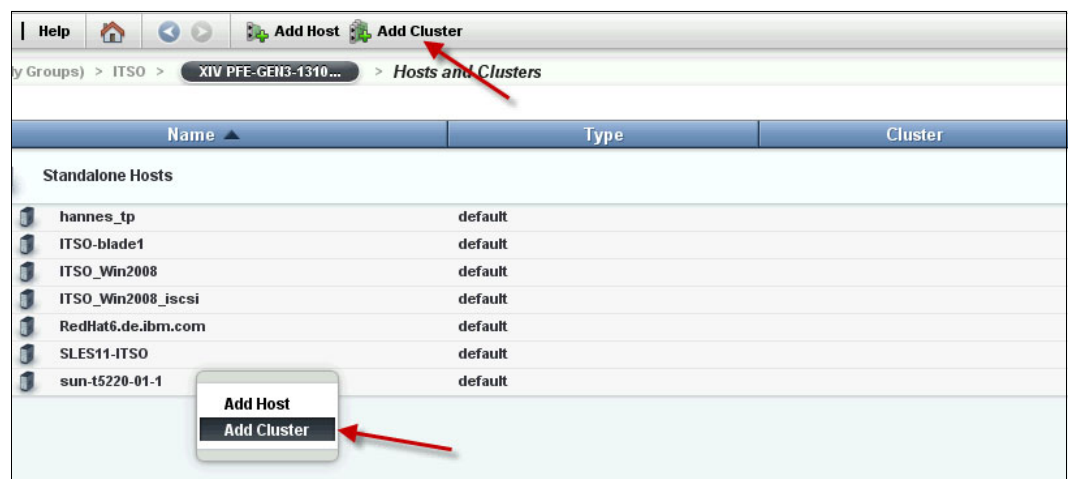 | Help Add Host Add Cluster
ly Groups) > ITSO > XIV PFE-GEN3-1310... > Hosts and Clusters
Name Type Cluster
Standalone Hosts
hannes_tp default
ITSO-blade1 default
ITSO_Win2008 default
ITSO_Win2008_iscsi default
RedHat6.de.ibm.com default
SLES11-ITSO default
sun-t5220-01-1 default
Add Host
Add Cluster